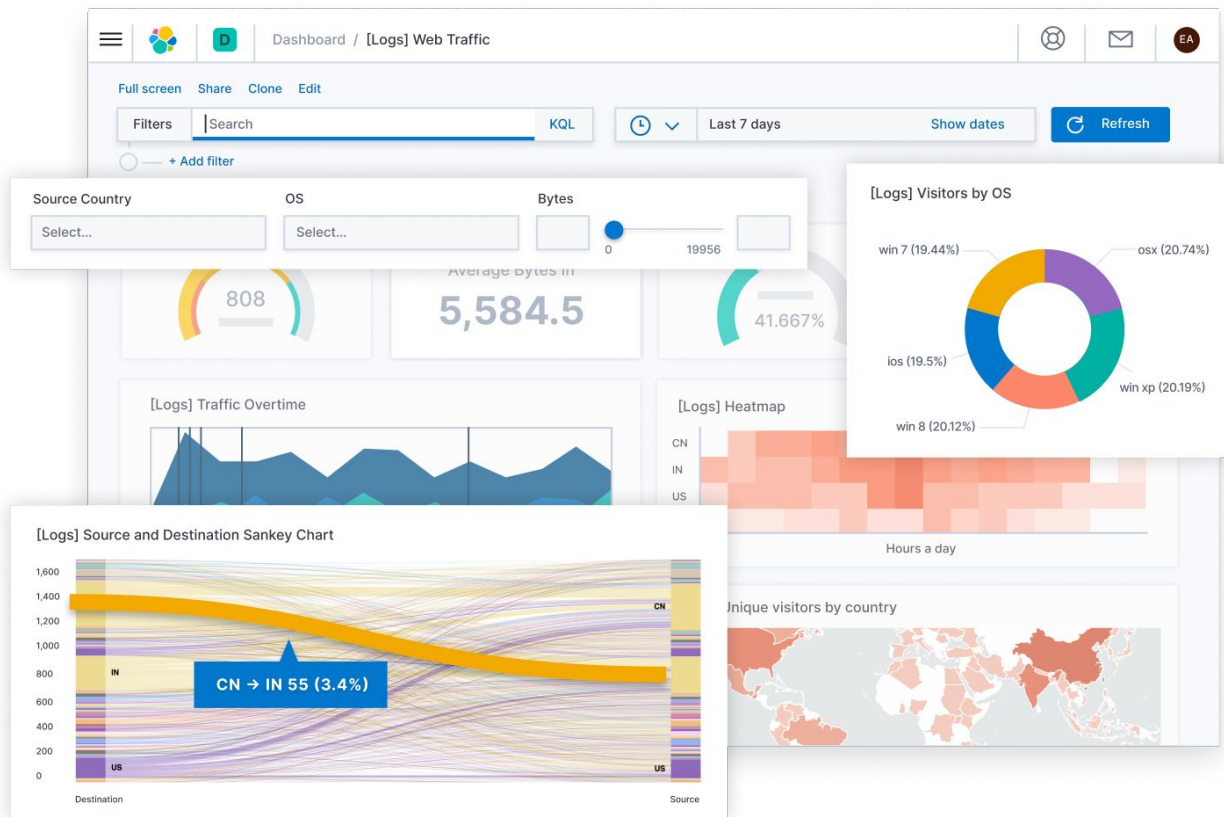 D
Dashboard / [Logs] Web Traffic
EA
Full screen Share Clone Edit
Filters Search KQL
Last 7 days Show dates
Refresh
+ Add filter
Source Country OS Bytes
Select... Select...
0 19956
808
Average Bytes In
5,584.5
41.667%
[Logs] Visitors by OS
win 7 (19.44%)
osx (20.74%)
ios (19.5%)
win xp (20.19%)
win 8 (20.12%)
[Logs] Traffic Overtime
[Logs] Heatmap
CN
IN
US
Hours a day
[Logs] Source and Destination Sankey Chart
1,600
1,400
1,200
1,000
800
600
400
200
0
CN
IN
CN → IN 55 (3.4%)
US
US
Destination Source
Unique visitors by country